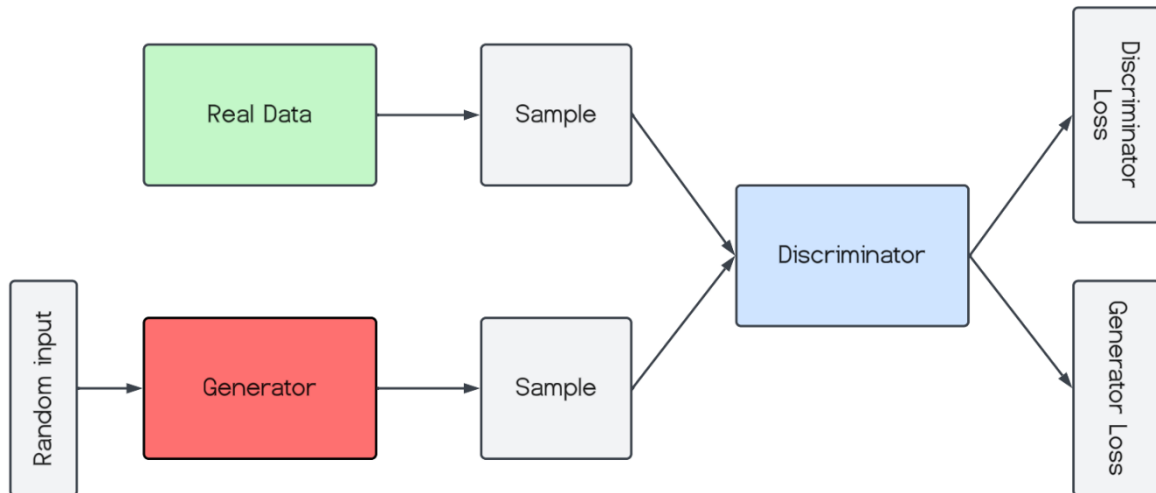 Real Data
Sample
Discriminator
Loss
Discriminator
Random input
Generator
Sample
Generator Loss